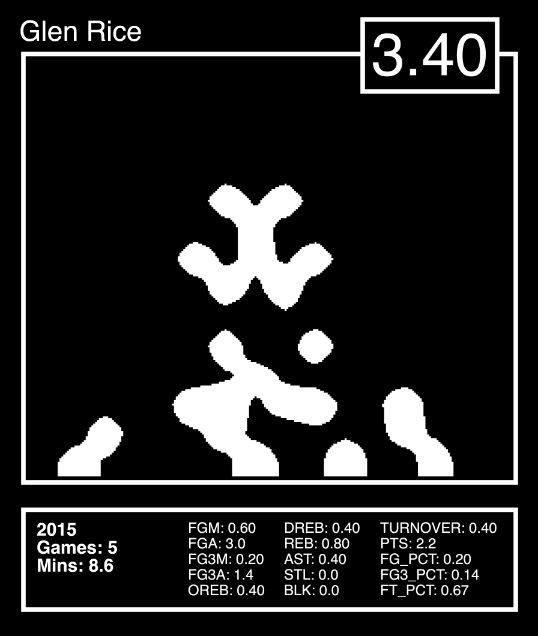 Glen Rice
3.40
2015
Games: 5
Mins: 8.6
FGM: 0.60
FGA: 3.0
FG3M: 0.20
FG3A: 1.4
OREB: 0.40
DREB: 0.40
REB: 0.80
AST: 0.40
STL: 0.0
BLK: 0.0
TURNOVER: 0.40
PTS: 2.2
FG_PCT: 0.20
FG3_PCT: 0.14
FT_PCT: 0.67